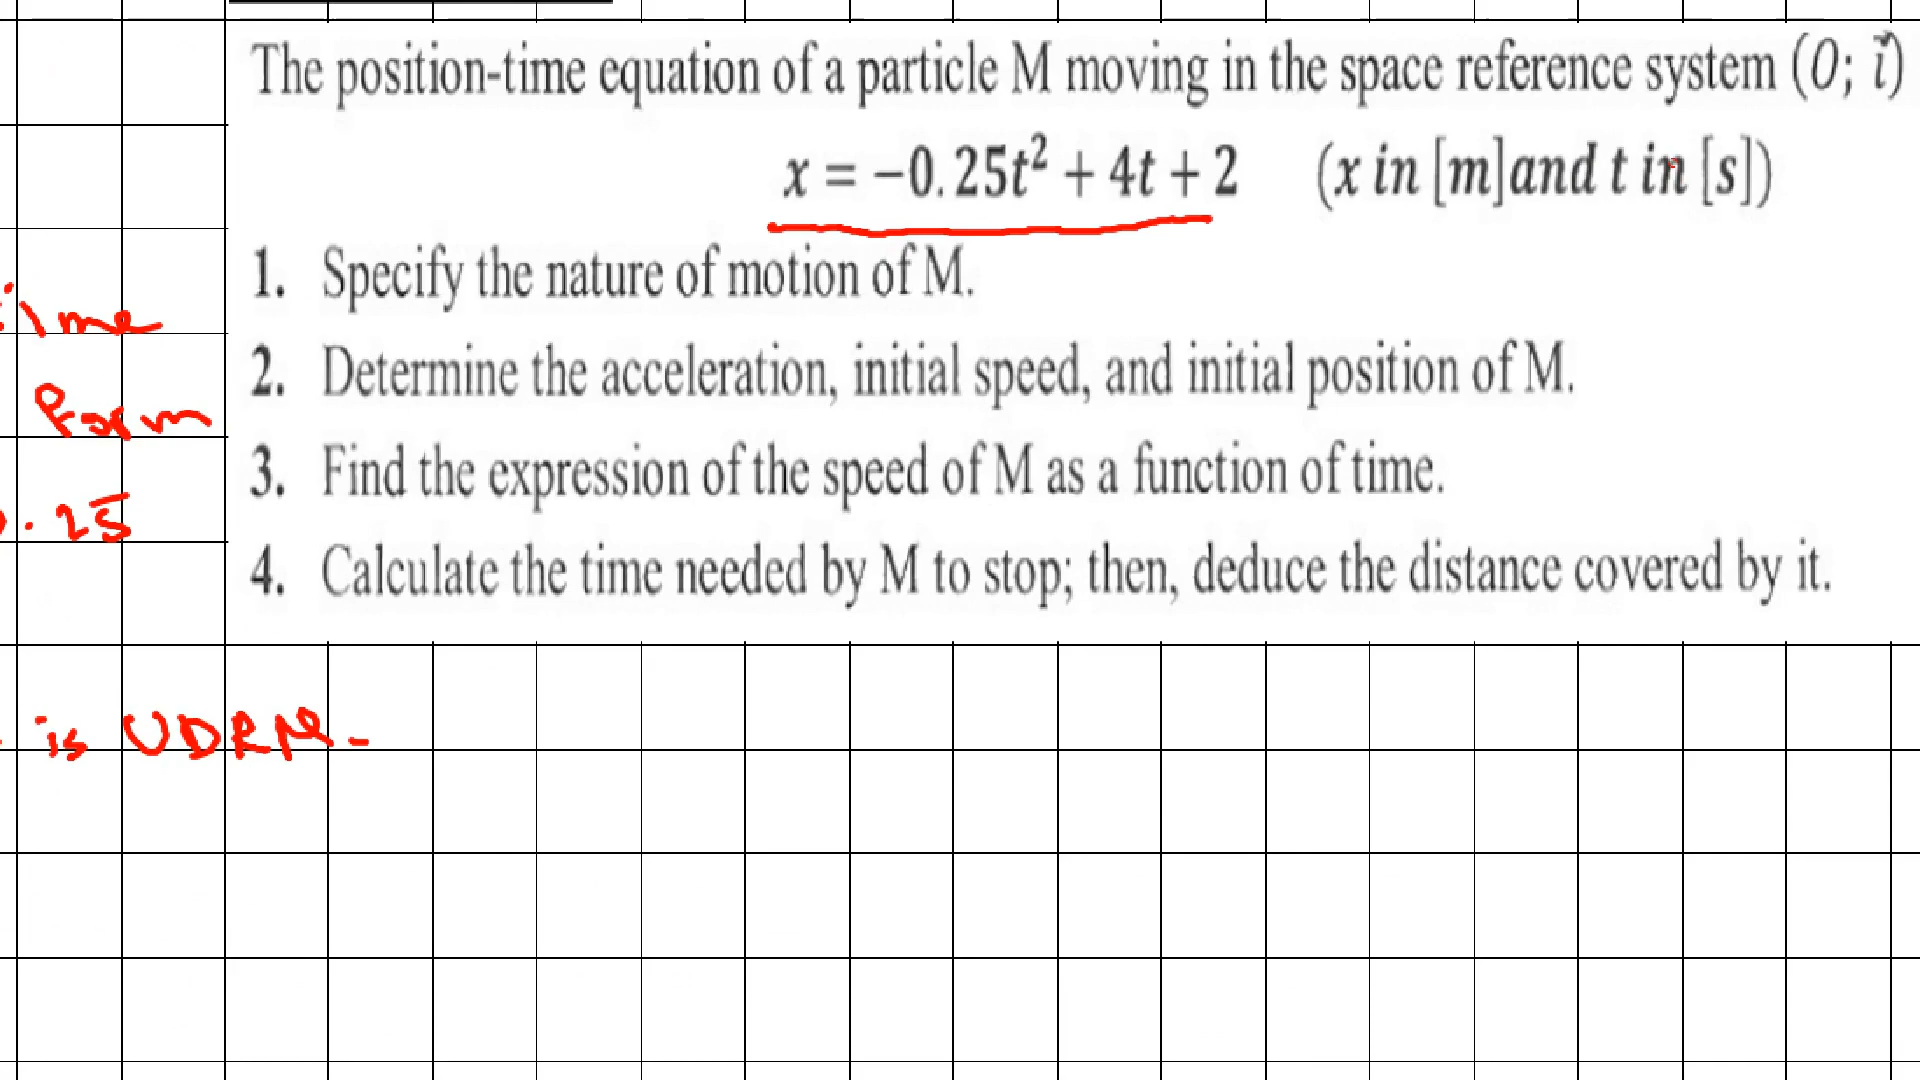 The position-time equation of a particle M moving in the space reference system (O; i⃗)
x = −0.25t² + 4t + 2 (x in [m]and t in [s])
1. Specify the nature of motion of M.
ime
2. Determine the acceleration, initial speed, and initial position of M.
Form
3. Find the expression of the speed of M as a function of time.
. 25
4. Calculate the time needed by M to stop; then, deduce the distance covered by it.
is UDRM.